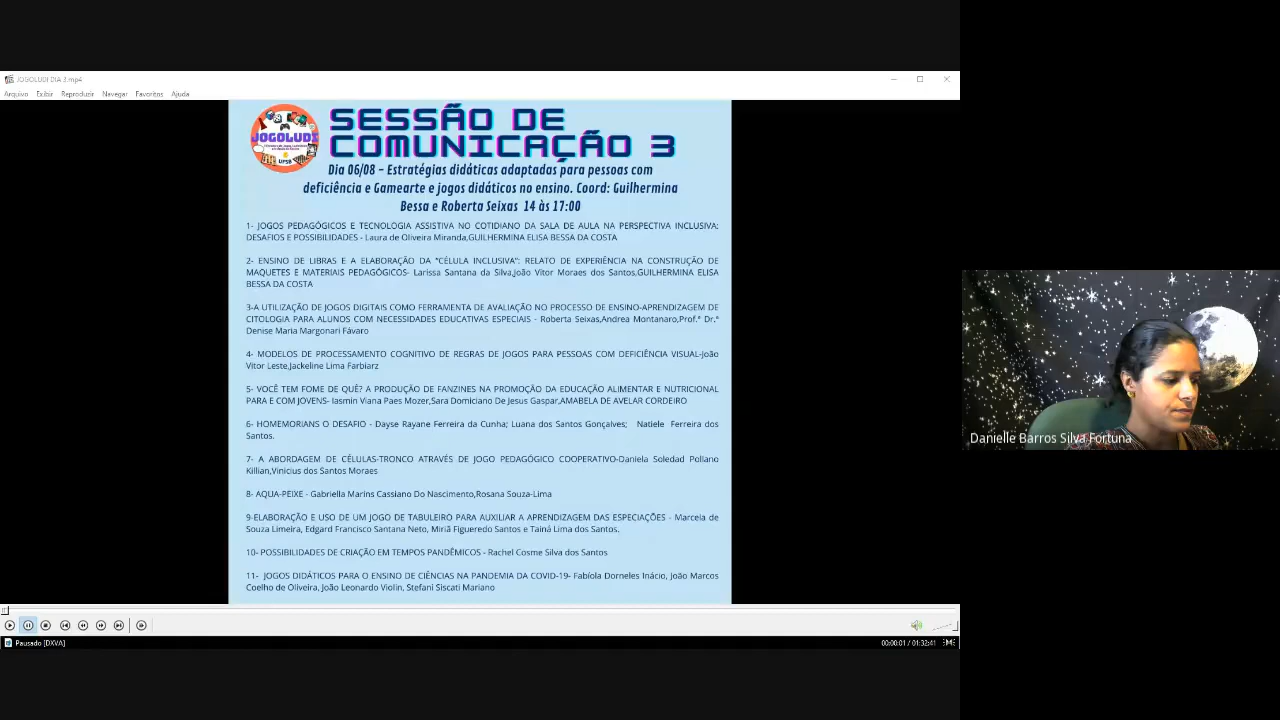 JOGOLUDI DIA 3.mp4
Arquivo Exibir Reproduzir Navegar Favoritos Ajuda
JOGOLUDI
UFSB
SESSÃO DE
COMUNICAÇÃO 3
Dia 06/08 - Estratégias didáticas adaptadas para pessoas com
deficiência e Gamearte e jogos didáticos no ensino. Coord: Guilhermina
Bessa e Roberta Seixas 14 às 17:00
1- JOGOS PEDAGÓGICOS E TECNOLOGIA ASSISTIVA NO COTIDIANO DA SALA DE AULA NA PERSPECTIVA INCLUSIVA:
DESAFIOS E POSSIBILIDADES - Laura de Oliveira Miranda,GUILHERMINA ELISA BESSA DA COSTA
2- ENSINO DE LIBRAS E A ELABORAÇÃO DA "CÉLULA INCLUSIVA": RELATO DE EXPERIÊNCIA NA CONSTRUÇÃO DE
MAQUETES E MATERIAIS PEDAGÓGICOS- Larissa Santana da Silva,João Vitor Moraes dos Santos,GUILHERMINA ELISA
BESSA DA COSTA
3-A UTILIZAÇÃO DE JOGOS DIGITAIS COMO FERRAMENTA DE AVALIAÇÃO NO PROCESSO DE ENSINO-APRENDIZAGEM DE
CITOLOGIA PARA ALUNOS COM NECESSIDADES EDUCATIVAS ESPECIAIS - Roberta Seixas,Andrea Montanaro,Prof.ª Dr.ª
Denise Maria Margonari Fávaro
4- MODELOS DE PROCESSAMENTO COGNITIVO DE REGRAS DE JOGOS PARA PESSOAS COM DEFICIÊNCIA VISUAL-João
Vitor Leste,Jackeline Lima Farbiarz
5- VOCÊ TEM FOME DE QUÊ? A PRODUÇÃO DE FANZINES NA PROMOÇÃO DA EDUCAÇÃO ALIMENTAR E NUTRICIONAL
PARA E COM JOVENS- Iasmin Viana Paes Mozer,Sara Domiciano De Jesus Gaspar,AMABELA DE AVELAR CORDEIRO
6- HOMEMORIANS O DESAFIO - Dayse Rayane Ferreira da Cunha; Luana dos Santos Gonçalves; Natiele Ferreira dos
Santos.
7- A ABORDAGEM DE CÉLULAS-TRONCO ATRAVÉS DE JOGO PEDAGÓGICO COOPERATIVO-Daniela Soledad Pollano
Killian,Vinicius dos Santos Moraes
8- AQUA-PEIXE - Gabriella Marins Cassiano Do Nascimento,Rosana Souza-Lima
9-ELABORAÇÃO E USO DE UM JOGO DE TABULEIRO PARA AUXILIAR A APRENDIZAGEM DAS ESPECIAÇÕES - Marcela de
Souza Limeira, Edgard Francisco Santana Neto, Miriã Figueredo Santos e Tainá Lima dos Santos.
10- POSSIBILIDADES DE CRIAÇÃO EM TEMPOS PANDÊMICOS - Rachel Cosme Silva dos Santos
11- JOGOS DIDÁTICOS PARA O ENSINO DE CIÊNCIAS NA PANDEMIA DA COVID-19- Fabíola Dorneles Inácio, João Marcos
Coelho de Oliveira, João Leonardo Violin, Stefani Siscati Mariano
Danielle Barros Silva Fortuna
Pausado [DXVA]
00:00:01 / 01:32:41